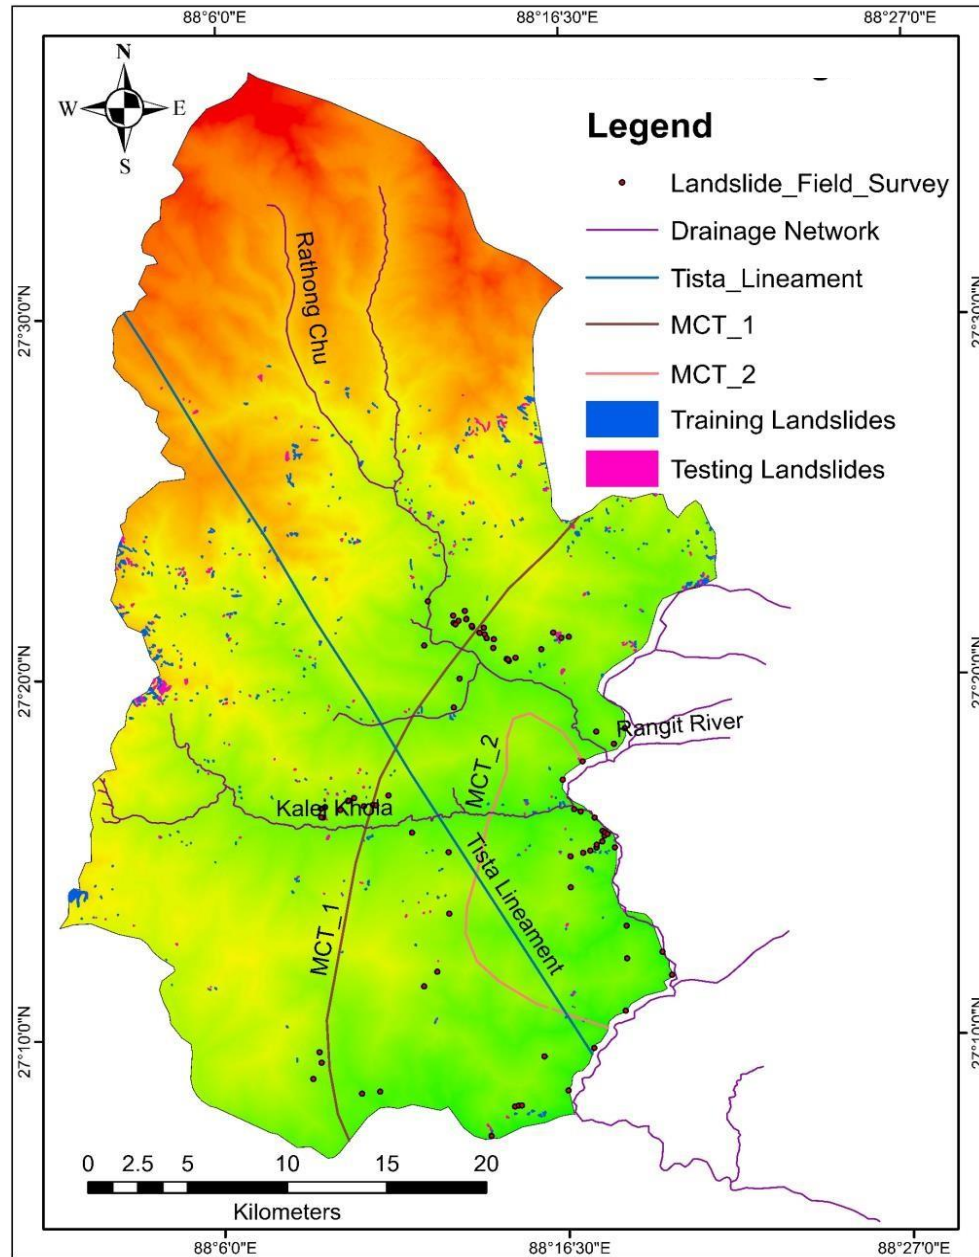 88°6'0"E 88°16'30"E 88°27'0"E
N
W E
S
Legend
Landslide_Field_Survey
Drainage Network
Tista_Lineament
MCT_1
MCT_2
Training Landslides
Testing Landslides
Rathong Chu
27°30'0"N 27°30'0"N
27°20'0"N 27°20'0"N
Rangit River
MCT_2
Kalej Khola
Tista Lineament
MCT_1
27°10'0"N 27°10'0"N
0 2.5 5 10 15 20
Kilometers
88°6'0"E 88°16'30"E 88°27'0"E